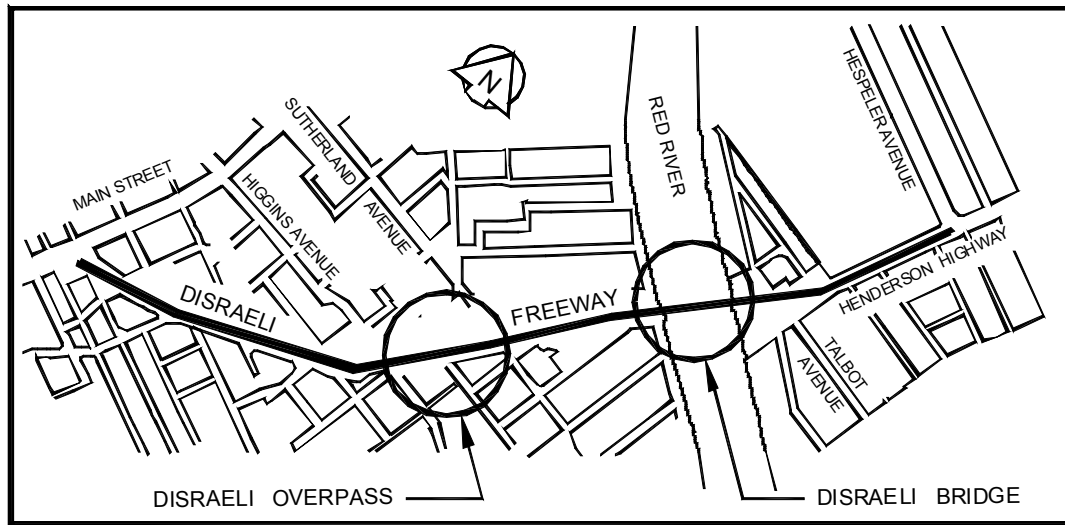 N
SUTHERLAND
AVENUE
MAIN STREET
HIGGINS AVENUE
RED RIVER
HESPELER AVENUE
DISRAELI
FREEWAY
HENDERSON HIGHWAY
TALBOT
AVENUE
DISRAELI OVERPASS
DISRAELI BRIDGE